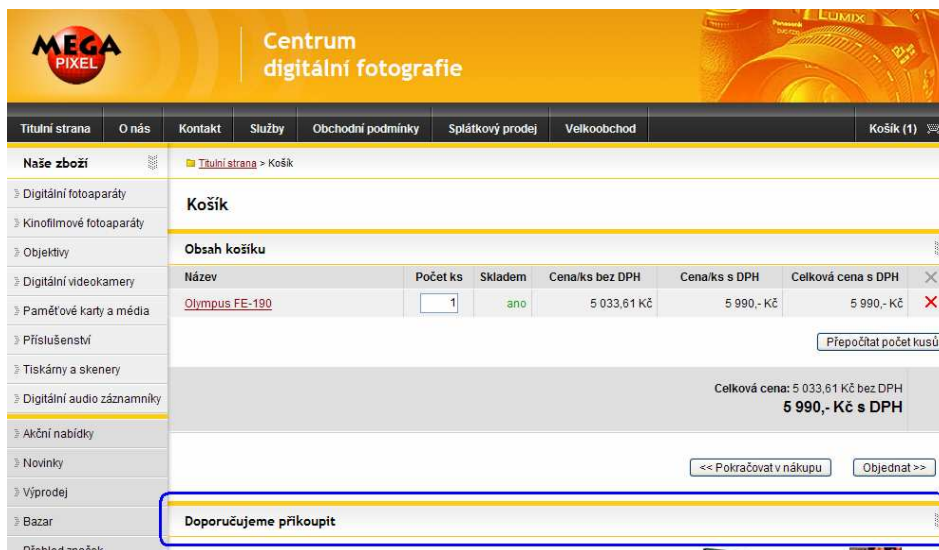 MEGA
PIXEL
Centrum
digitální fotografie
Panasonic
LUMIX
Titulní strana O nás Kontakt Služby Obchodní podmínky Splátkový prodej Velkoobchod Košík (1)
Naše zboží
Titulní strana > Košík
Digitální fotoaparáty
Kinofilmové fotoaparáty
Objektivy
Digitální videokamery
Paměťové karty a média
Příslušenství
Tiskárny a skenery
Digitální audio záznamníky
Akční nabídky
Novinky
Výprodej
Bazar
Přehled značek
Košík
Obsah košíku
Název Počet ks Skladem Cena/ks bez DPH Cena/ks s DPH Celková cena s DPH
Olympus FE-190 1 ano 5 033,61 Kč 5 990,- Kč 5 990,- Kč
Přepočítat počet kusů
Celková cena: 5 033,61 Kč bez DPH
5 990,- Kč s DPH
<< Pokračovat v nákupu Objednat >>
Doporučujeme přikoupit